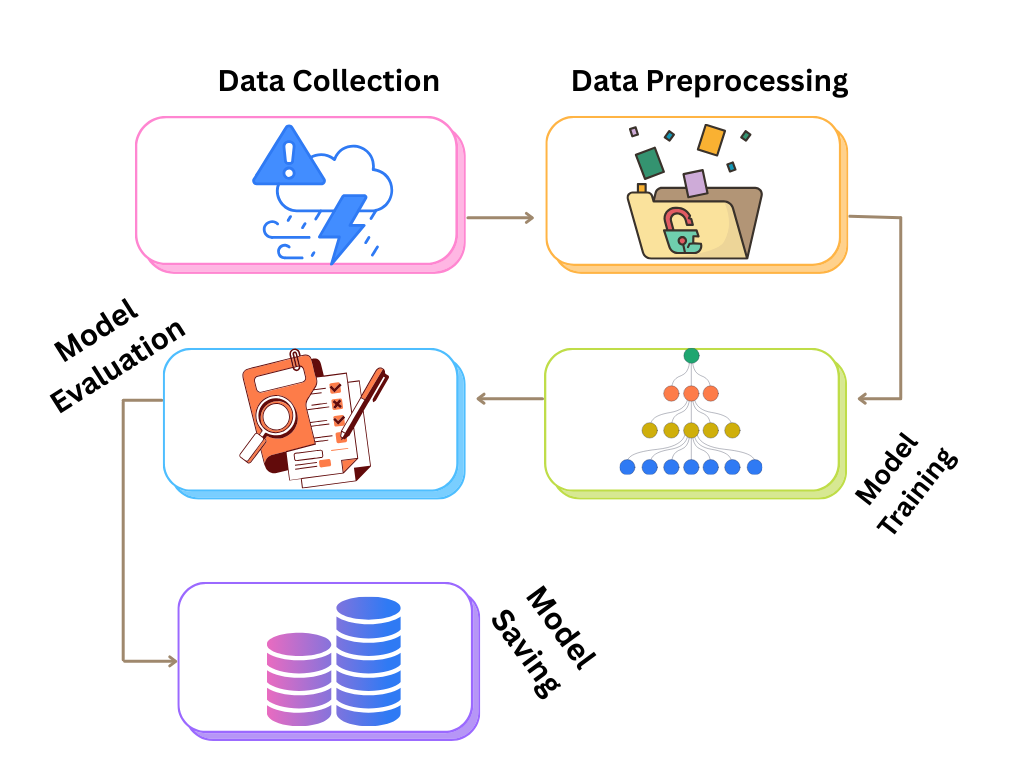 Data Collection
Data Preprocessing
Model
Training
Model
Evaluation
Model
Saving